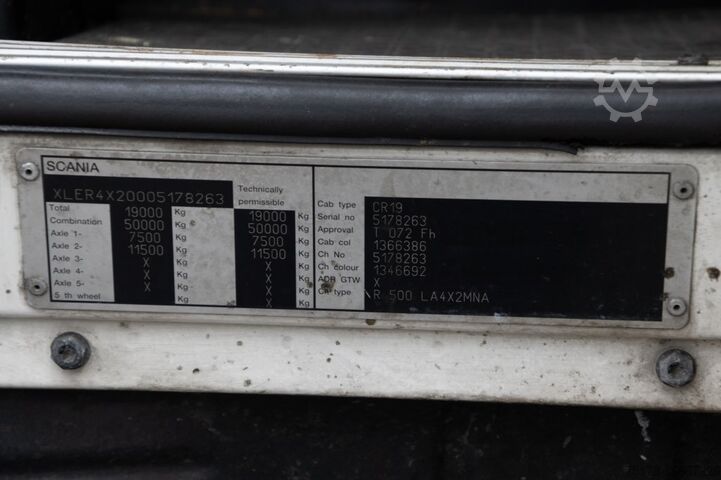 SCANIA
XLER4X20005178263 Technically permissible
Total 19000 Kg 19000 Kg
Combination 50000 Kg 50000 Kg
Axle 1- 7500 Kg 7500 Kg
Axle 2- 11500 Kg 11500 Kg
Axle 3- X Kg X Kg
Axle 4- X Kg X Kg
Axle 5- X Kg X Kg
5 th wheel Kg X Kg
Cab type CR19
Serial no 5178263
Approval T 072 Fh
Cab col 1366386
Ch No 5178263
Ch colour 1346692
ADR GTW X
Ch type R 500 LA4X2MNA